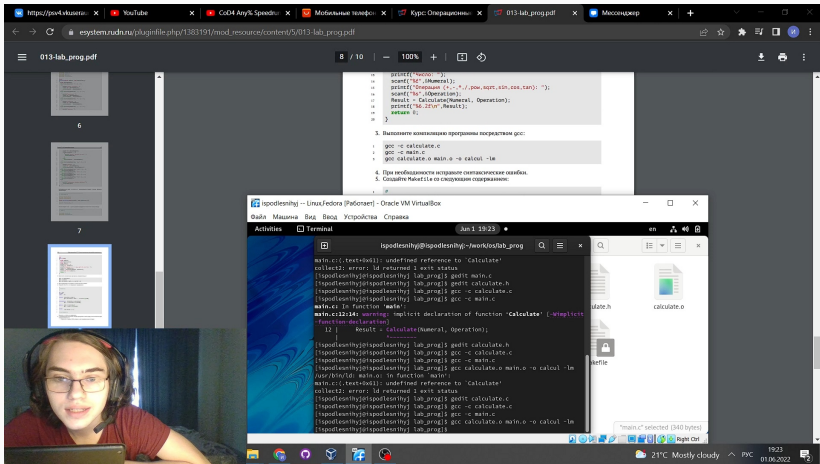 https://psv4.vkusera
YouTube
CoD4 Any% Speedru
Мобильные телефон
Курс: Операционны
013-lab_prog.pdf
Мессенджер
esystem.rudn.ru/pluginfile.php/1383191/mod_resource/content/5/013-lab_prog.pdf
013-lab_prog.pdf
8 / 10
100%
6
7
printf("Число: ");
scanf("%f",&Numeral);
printf("Операция (+,-,*,/,pow,sqrt,sin,cos,tan): ");
scanf("%s",&Operation);
Result = Calculate(Numeral, Operation);
printf("%6.2f\n",Result);
return 0;
}
3. Выполните компиляцию программы посредством gcc:
1 gcc -c calculate.c
2 gcc -c main.c
3 gcc calculate.o main.o -o calcul -lm
4. При необходимости исправьте синтаксические ошибки.
5. Создайте Makefile со следующим содержанием:
1 #
ispodlesnihyj -- Linux,Fedora [Работает] - Oracle VM VirtualBox
Файл Машина Вид Ввод Устройства Справка
Activities
Terminal
Jun 1 19:23
en
ispodlesnihyj@ispodlesnihyj:~/work/os/lab_prog
main.c:(.text+0x61): undefined reference to `Calculate'
collect2: error: ld returned 1 exit status
[ispodlesnihyj@ispodlesnihyj lab_prog]$ gedit main.c
[ispodlesnihyj@ispodlesnihyj lab_prog]$ gedit calculate.h
[ispodlesnihyj@ispodlesnihyj lab_prog]$ gcc -c calculate.c
[ispodlesnihyj@ispodlesnihyj lab_prog]$ gcc -c main.c
main.c: In function 'main':
main.c:12:14: warning: implicit declaration of function 'Calculate' [-Wimplicit
-function-declaration]
12 | Result = Calculate(Numeral, Operation);
| ^~~~~~~~~
[ispodlesnihyj@ispodlesnihyj lab_prog]$ gedit calculate.h
[ispodlesnihyj@ispodlesnihyj lab_prog]$ gcc -c calculate.c
[ispodlesnihyj@ispodlesnihyj lab_prog]$ gcc -c main.c
[ispodlesnihyj@ispodlesnihyj lab_prog]$ gcc calculate.o main.o -o calcul -lm
/usr/bin/ld: main.o: in function `main':
main.c:(.text+0x61): undefined reference to `Calculate'
collect2: error: ld returned 1 exit status
[ispodlesnihyj@ispodlesnihyj lab_prog]$ gedit calculate.c
[ispodlesnihyj@ispodlesnihyj lab_prog]$ gcc -c calculate.c
[ispodlesnihyj@ispodlesnihyj lab_prog]$ gcc -c main.c
[ispodlesnihyj@ispodlesnihyj lab_prog]$ gcc calculate.o main.o -o calcul -lm
[ispodlesnihyj@ispodlesnihyj lab_prog]$
ulate.h
calculate.o
akefile
"main.c" selected (340 bytes)
Right Ctrl
21°C Mostly cloudy
РУС
19:23
01.06.2022
2